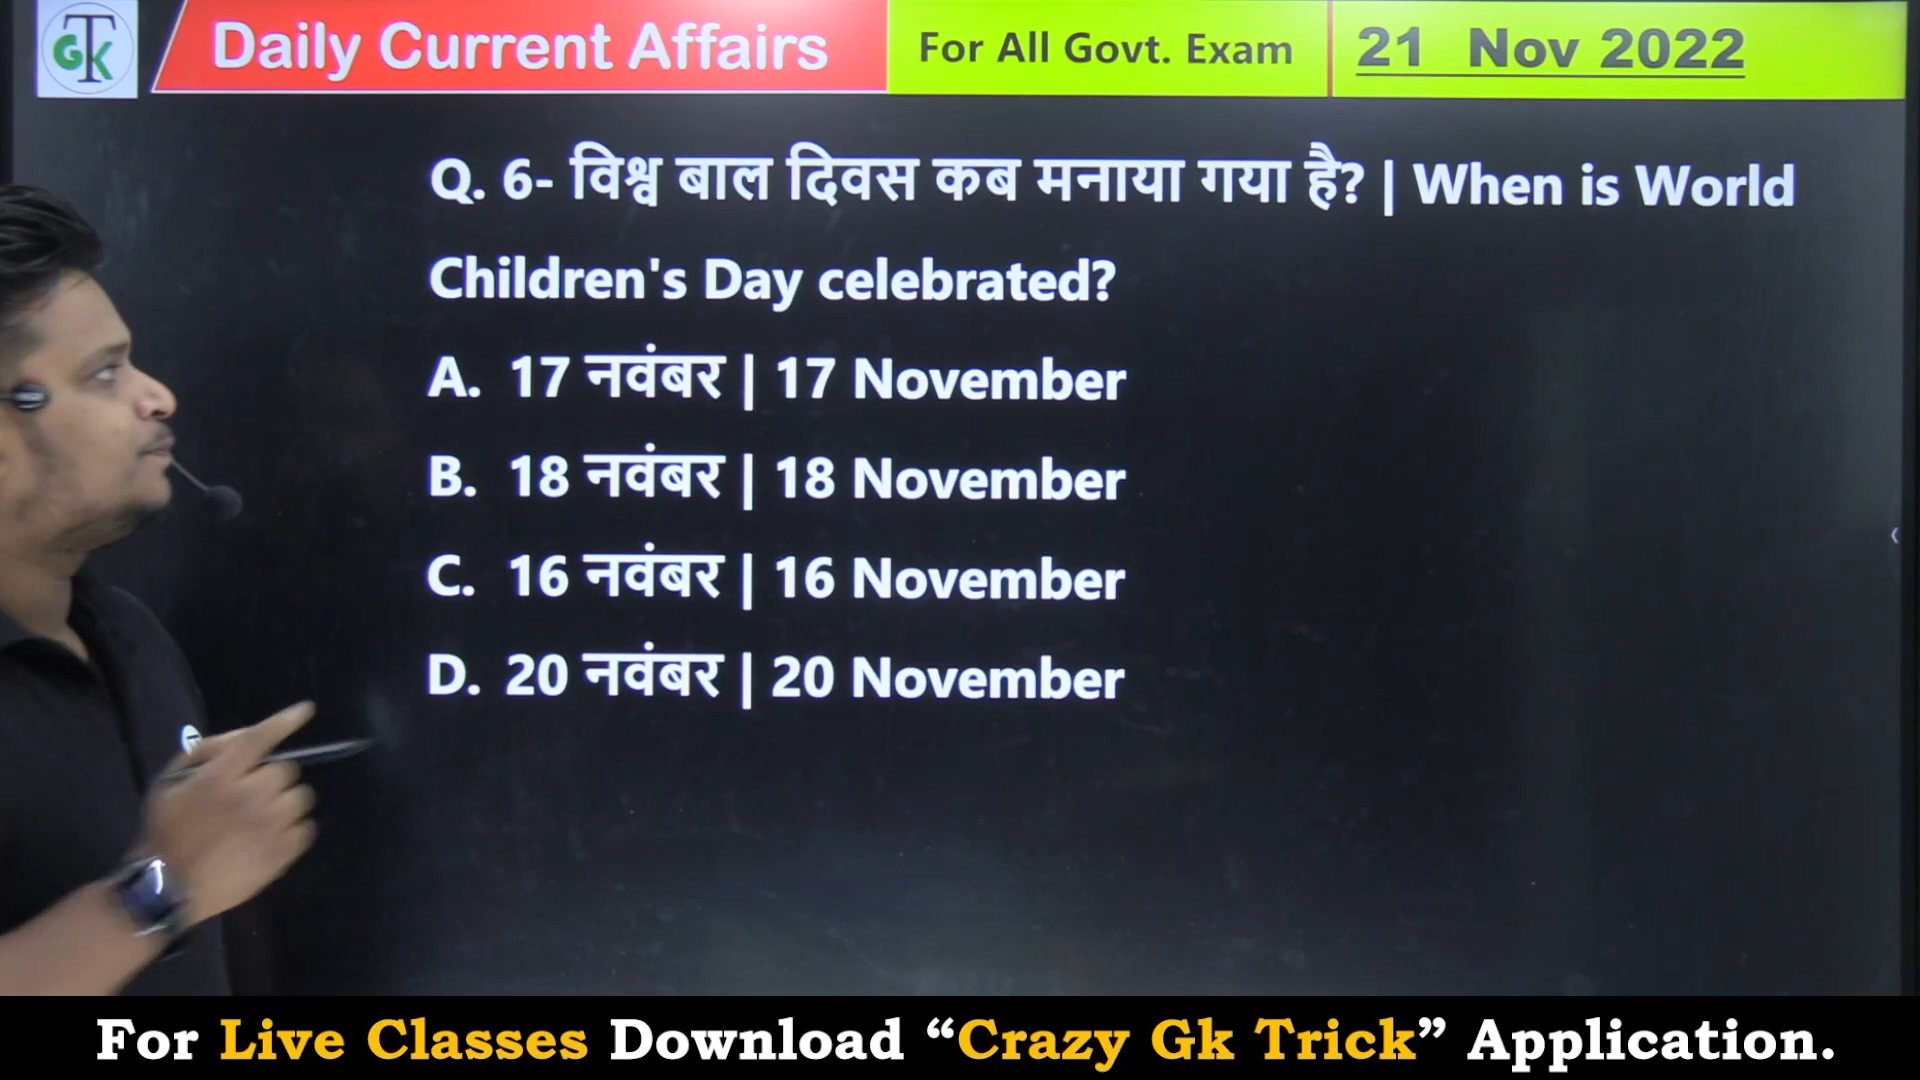 TGK
Daily Current Affairs
For All Govt. Exam
21 Nov 2022
Q. 6- विश्व बाल दिवस कब मनाया गया है? | When is World
Children's Day celebrated?
A. 17 नवंबर | 17 November
B. 18 नवंबर | 18 November
C. 16 नवंबर | 16 November
D. 20 नवंबर | 20 November
For Live Classes Download “Crazy Gk Trick” Application.